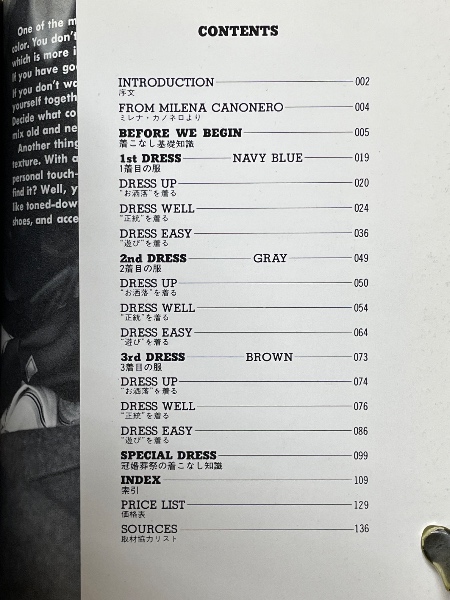 One of the m
color. You don't
which is more i
If you have go
If you don't wa
yourself togeth
Decide what co
mix old and ne
Another thing
texture. With a
personal touch—
find it? Well, y
like toned-dow
shoes, and acce
CONTENTS
INTRODUCTION 002
序文
FROM MILENA CANONERO 004
ミレナ・カノネロより
BEFORE WE BEGIN 005
着こなし基礎知識
1st DRESS NAVY BLUE 019
1着目の服
DRESS UP 020
"お洒落"を着る
DRESS WELL 024
"正統"を着る
DRESS EASY 036
"遊び"を着る
2nd DRESS GRAY 049
2着目の服
DRESS UP 050
"お洒落"を着る
DRESS WELL 054
"正統"を着る
DRESS EASY 064
"遊び"を着る
3rd DRESS BROWN 073
3着目の服
DRESS UP 074
"お洒落"を着る
DRESS WELL 076
"正統"を着る
DRESS EASY 086
"遊び"を着る
SPECIAL DRESS 099
冠婚葬祭の着こなし知識
INDEX 109
索引
PRICE LIST 129
価格表
SOURCES 136
取材協力リスト